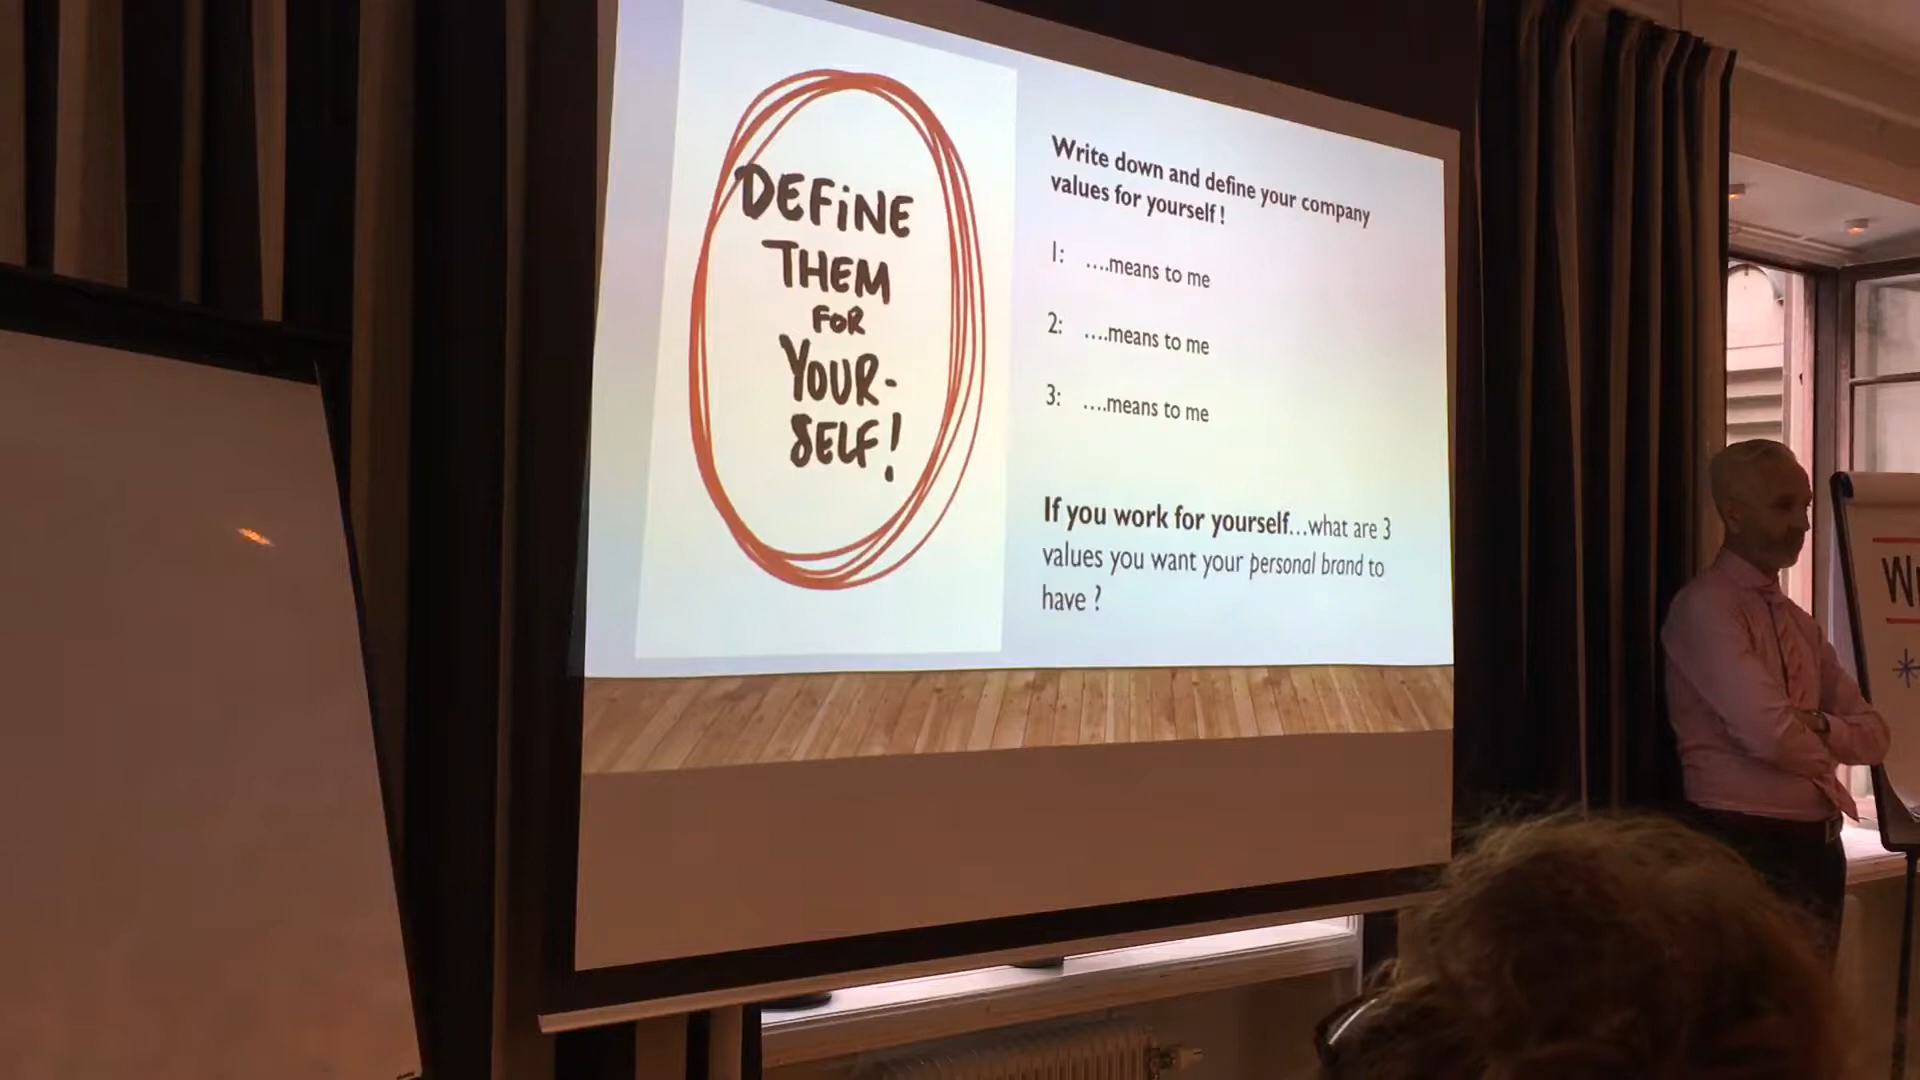 DEFiNE
THEM
FOR
YOUR-
SELF!
Write down and define your company
values for yourself !
1: ....means to me
2: ....means to me
3: ....means to me
If you work for yourself...what are 3
values you want your personal brand to
have ?